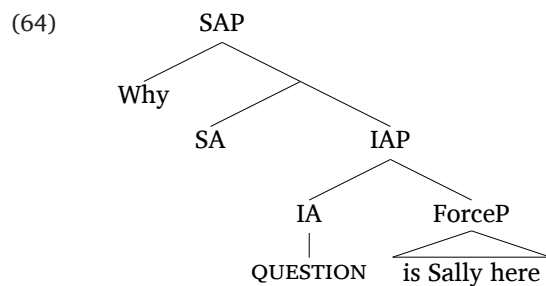 (64) SAP
Why
SA IAP
IA ForceP
QUESTION is Sally here